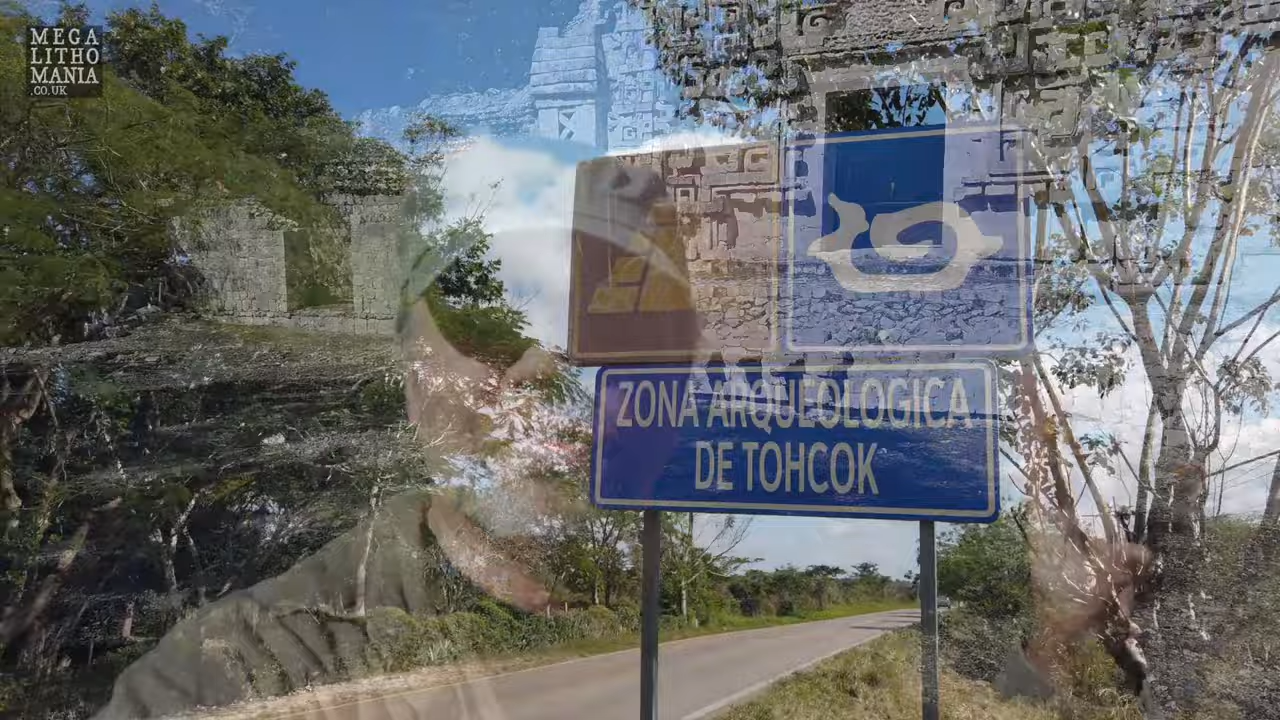 MEGA
LITHO
MANIA
.CO.UK
ZONA ARQUEOLOGICA
DE TOHCOK